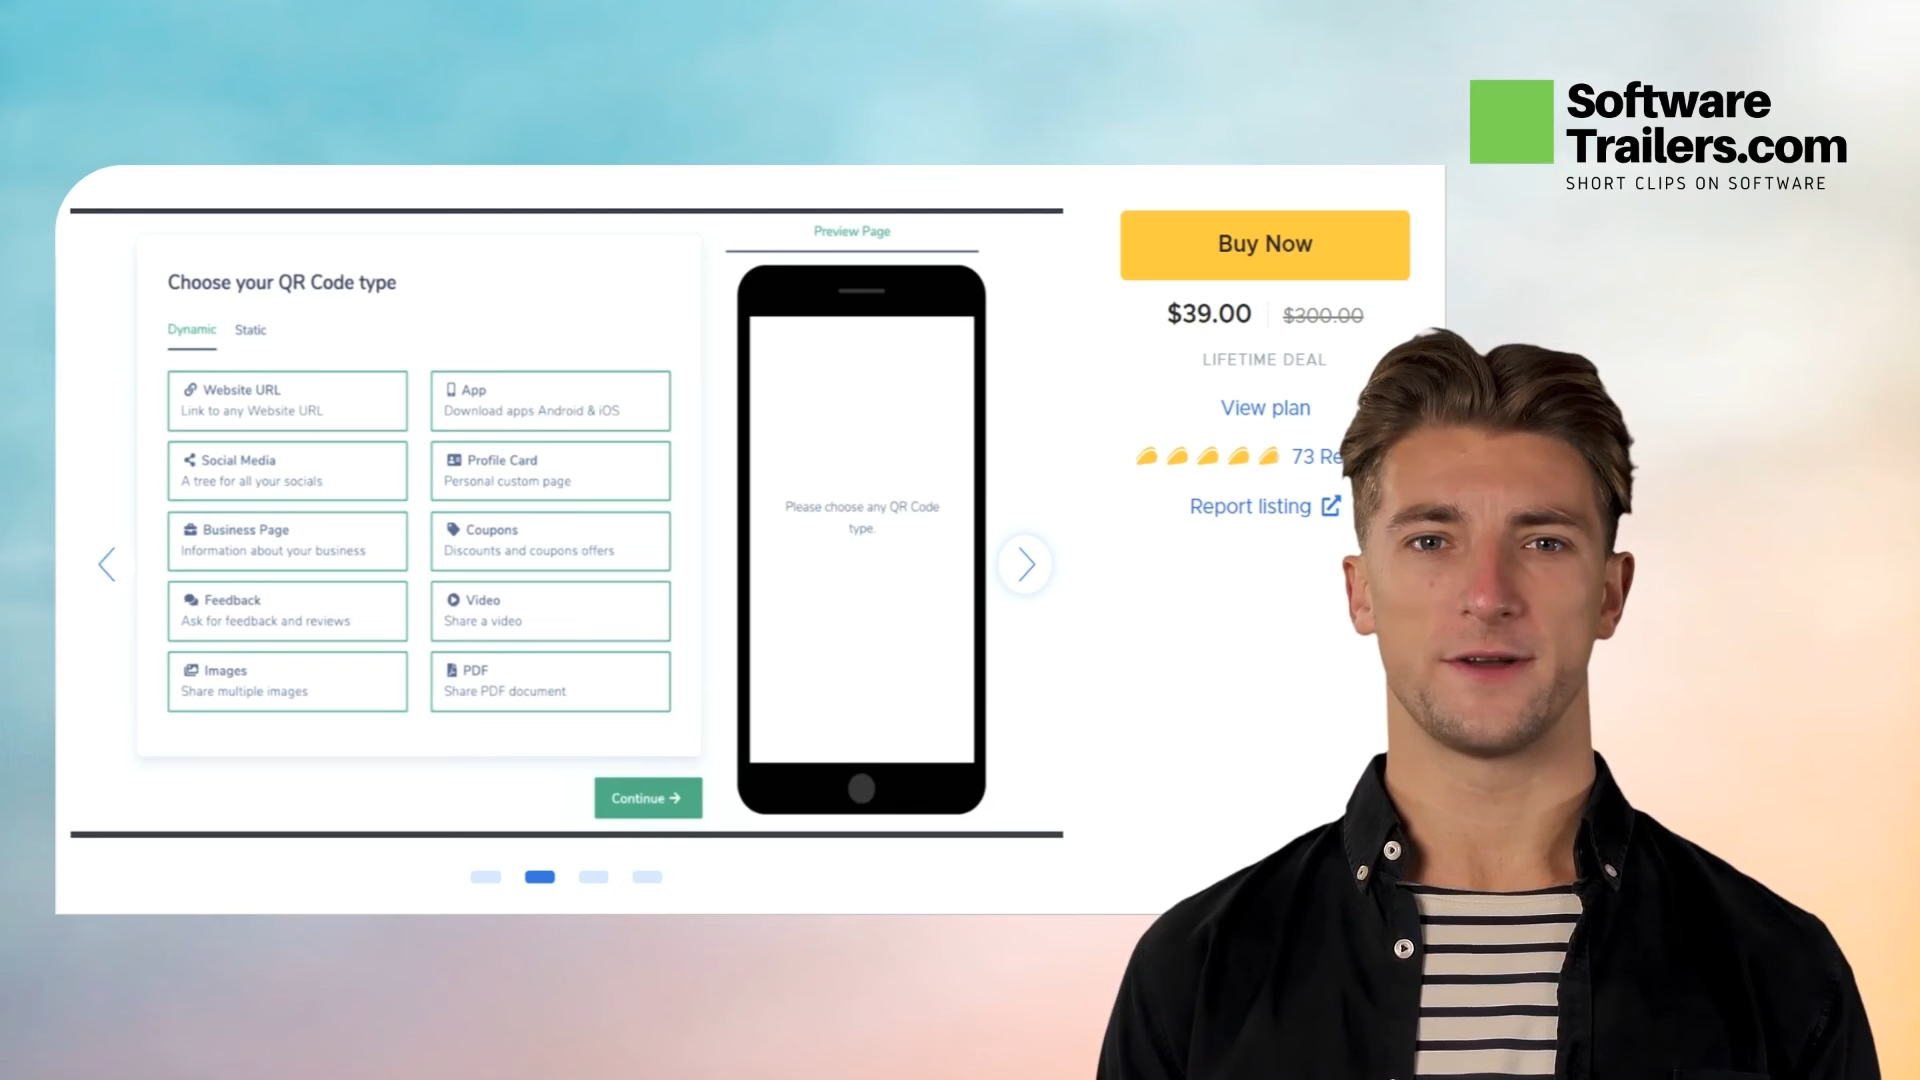 Software
Trailers.com
SHORT CLIPS ON SOFTWARE
Preview Page
Choose your QR Code type
Dynamic Static
Website URL
Link to any Website URL
App
Download apps Android & iOS
Social Media
A tree for all your socials
Profile Card
Personal custom page
Business Page
Information about your business
Coupons
Discounts and coupons offers
Feedback
Ask for feedback and reviews
Video
Share a video
Images
Share multiple images
PDF
Share PDF document
Continue
Please choose any QR Code
type.
Buy Now
$39.00 $300.00
LIFETIME DEAL
View plan
73 Re
Report listing